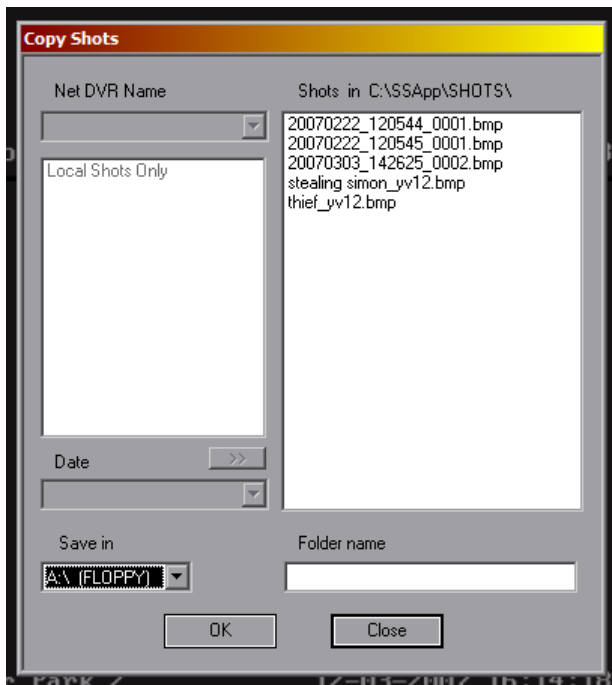 Copy Shots
Net DVR Name
Shots in C:\SSApp\SHOTS\
Local Shots Only
20070222_120544_0001.bmp
20070222_120545_0001.bmp
20070303_142625_0002.bmp
stealing simon_yv12.bmp
thief_yv12.bmp
Date
>>
Save in
Folder name
A:\ (FLOPPY)
OK
Close